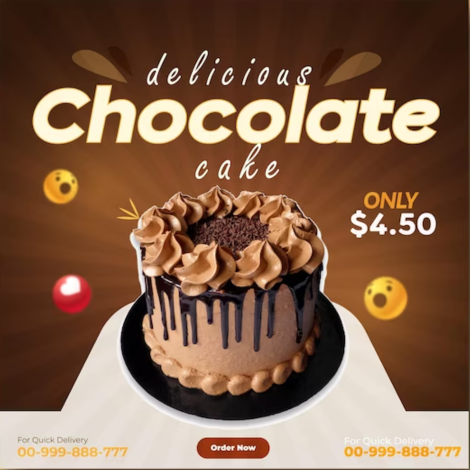 delicious
Chocolate
cake
ONLY
$4.50
For Quick Delivery
00-999-888-777
Order Now
For Quick Delivery
00-999-888-777